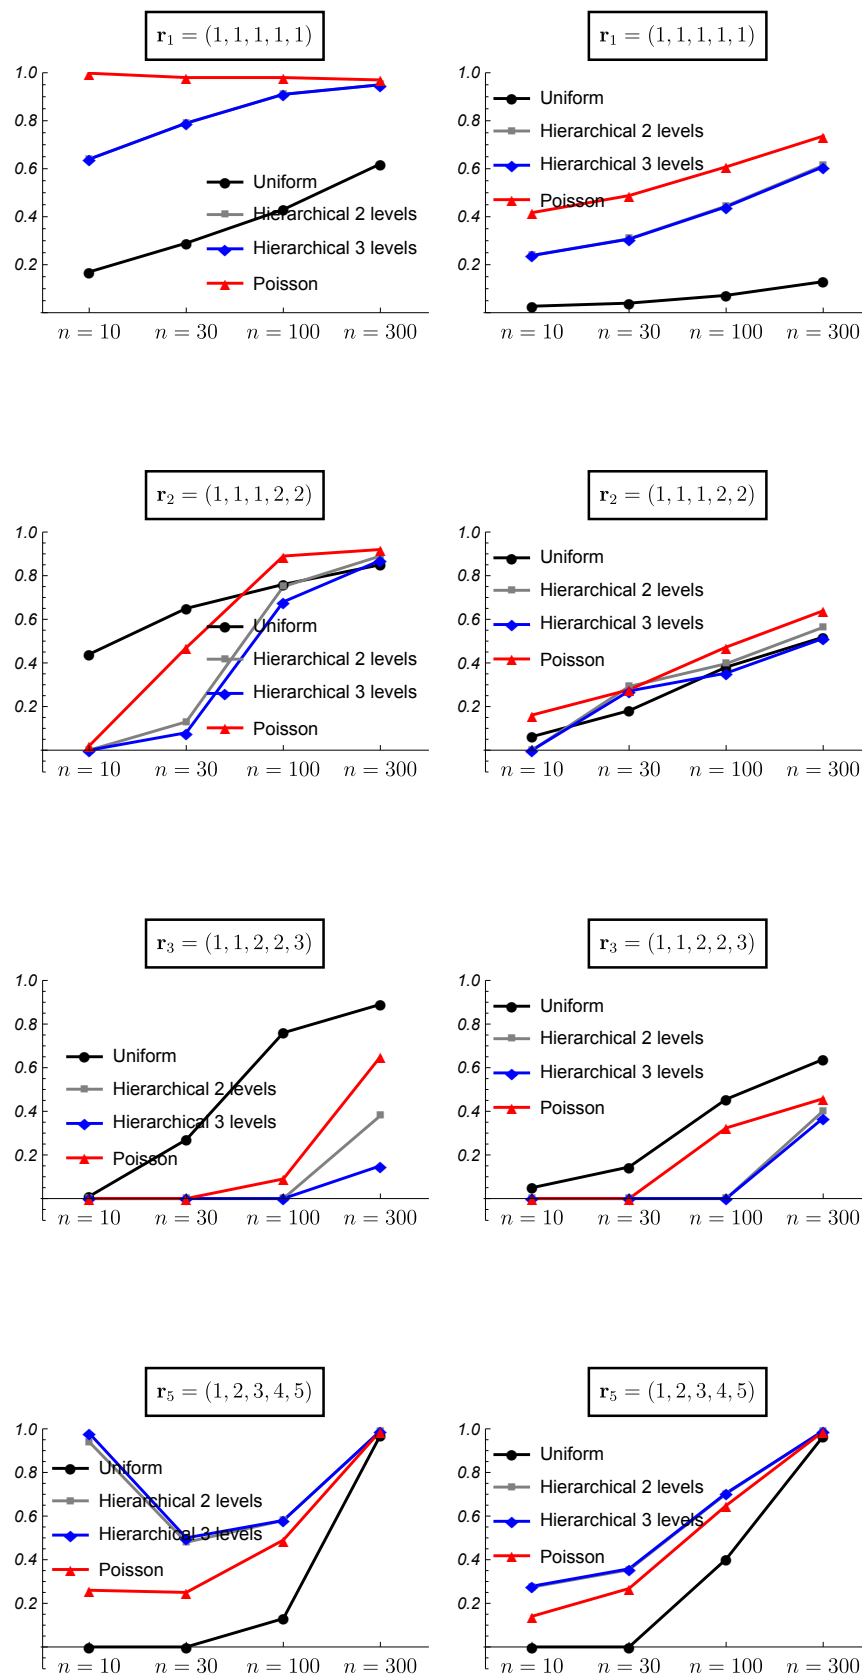 r₁ = (1, 1, 1, 1, 1)
1.0
0.8
0.6
0.4
0.2
Uniform
Hierarchical 2 levels
Hierarchical 3 levels
Poisson
n = 10 n = 30 n = 100 n = 300
r₁ = (1, 1, 1, 1, 1)
1.0
0.8
0.6
0.4
0.2
Uniform
Hierarchical 2 levels
Hierarchical 3 levels
Poisson
n = 10 n = 30 n = 100 n = 300
r₂ = (1, 1, 1, 2, 2)
1.0
0.8
0.6
0.4
0.2
Uniform
Hierarchical 2 levels
Hierarchical 3 levels
Poisson
n = 10 n = 30 n = 100 n = 300
r₂ = (1, 1, 1, 2, 2)
1.0
0.8
0.6
0.4
0.2
Uniform
Hierarchical 2 levels
Hierarchical 3 levels
Poisson
n = 10 n = 30 n = 100 n = 300
r₃ = (1, 1, 2, 2, 3)
1.0
0.8
0.6
0.4
0.2
Uniform
Hierarchical 2 levels
Hierarchical 3 levels
Poisson
n = 10 n = 30 n = 100 n = 300
r₃ = (1, 1, 2, 2, 3)
1.0
0.8
0.6
0.4
0.2
Uniform
Hierarchical 2 levels
Hierarchical 3 levels
Poisson
n = 10 n = 30 n = 100 n = 300
r₅ = (1, 2, 3, 4, 5)
1.0
0.8
0.6
0.4
0.2
Uniform
Hierarchical 2 levels
Hierarchical 3 levels
Poisson
n = 10 n = 30 n = 100 n = 300
r₅ = (1, 2, 3, 4, 5)
1.0
0.8
0.6
0.4
0.2
Uniform
Hierarchical 2 levels
Hierarchical 3 levels
Poisson
n = 10 n = 30 n = 100 n = 300